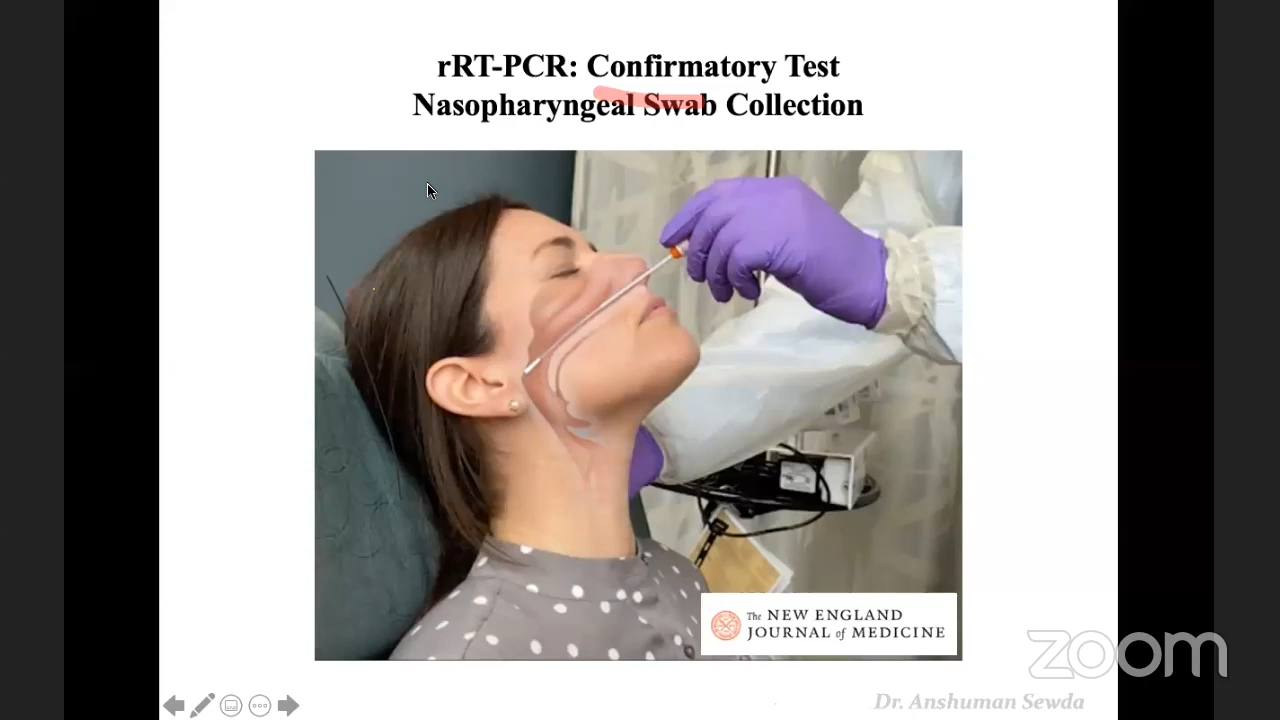 rRT-PCR: Confirmatory Test
Nasopharyngeal Swab Collection
The NEW ENGLAND
JOURNAL of MEDICINE
zoom
Dr. Anshuman Sewda